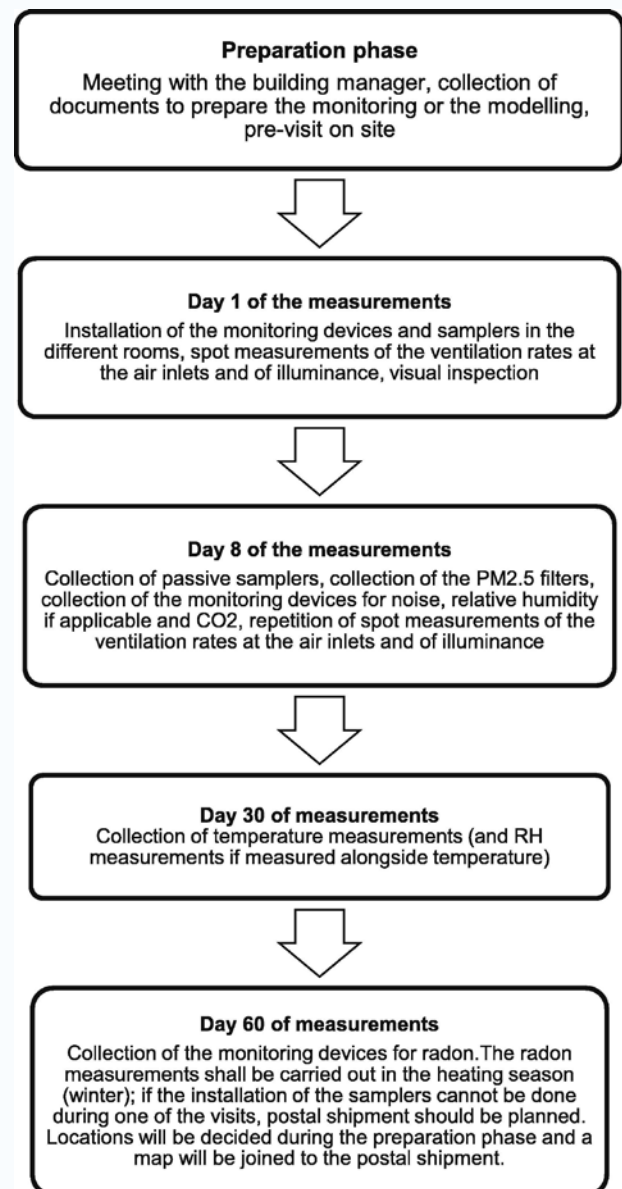 Preparation phase
Meeting with the building manager, collection of
documents to prepare the monitoring or the modelling,
pre-visit on site
Day 1 of the measurements
Installation of the monitoring devices and samplers in the
different rooms, spot measurements of the ventilation rates at
the air inlets and of illuminance, visual inspection
Day 8 of the measurements
Collection of passive samplers, collection of the PM2.5 filters,
collection of the monitoring devices for noise, relative humidity
if applicable and CO2, repetition of spot measurements of the
ventilation rates at the air inlets and of illuminance
Day 30 of measurements
Collection of temperature measurements (and RH
measurements if measured alongside temperature)
Day 60 of measurements
Collection of the monitoring devices for radon.The radon
measurements shall be carried out in the heating season
(winter); if the installation of the samplers cannot be done
during one of the visits, postal shipment should be planned.
Locations will be decided during the preparation phase and a
map will be joined to the postal shipment.